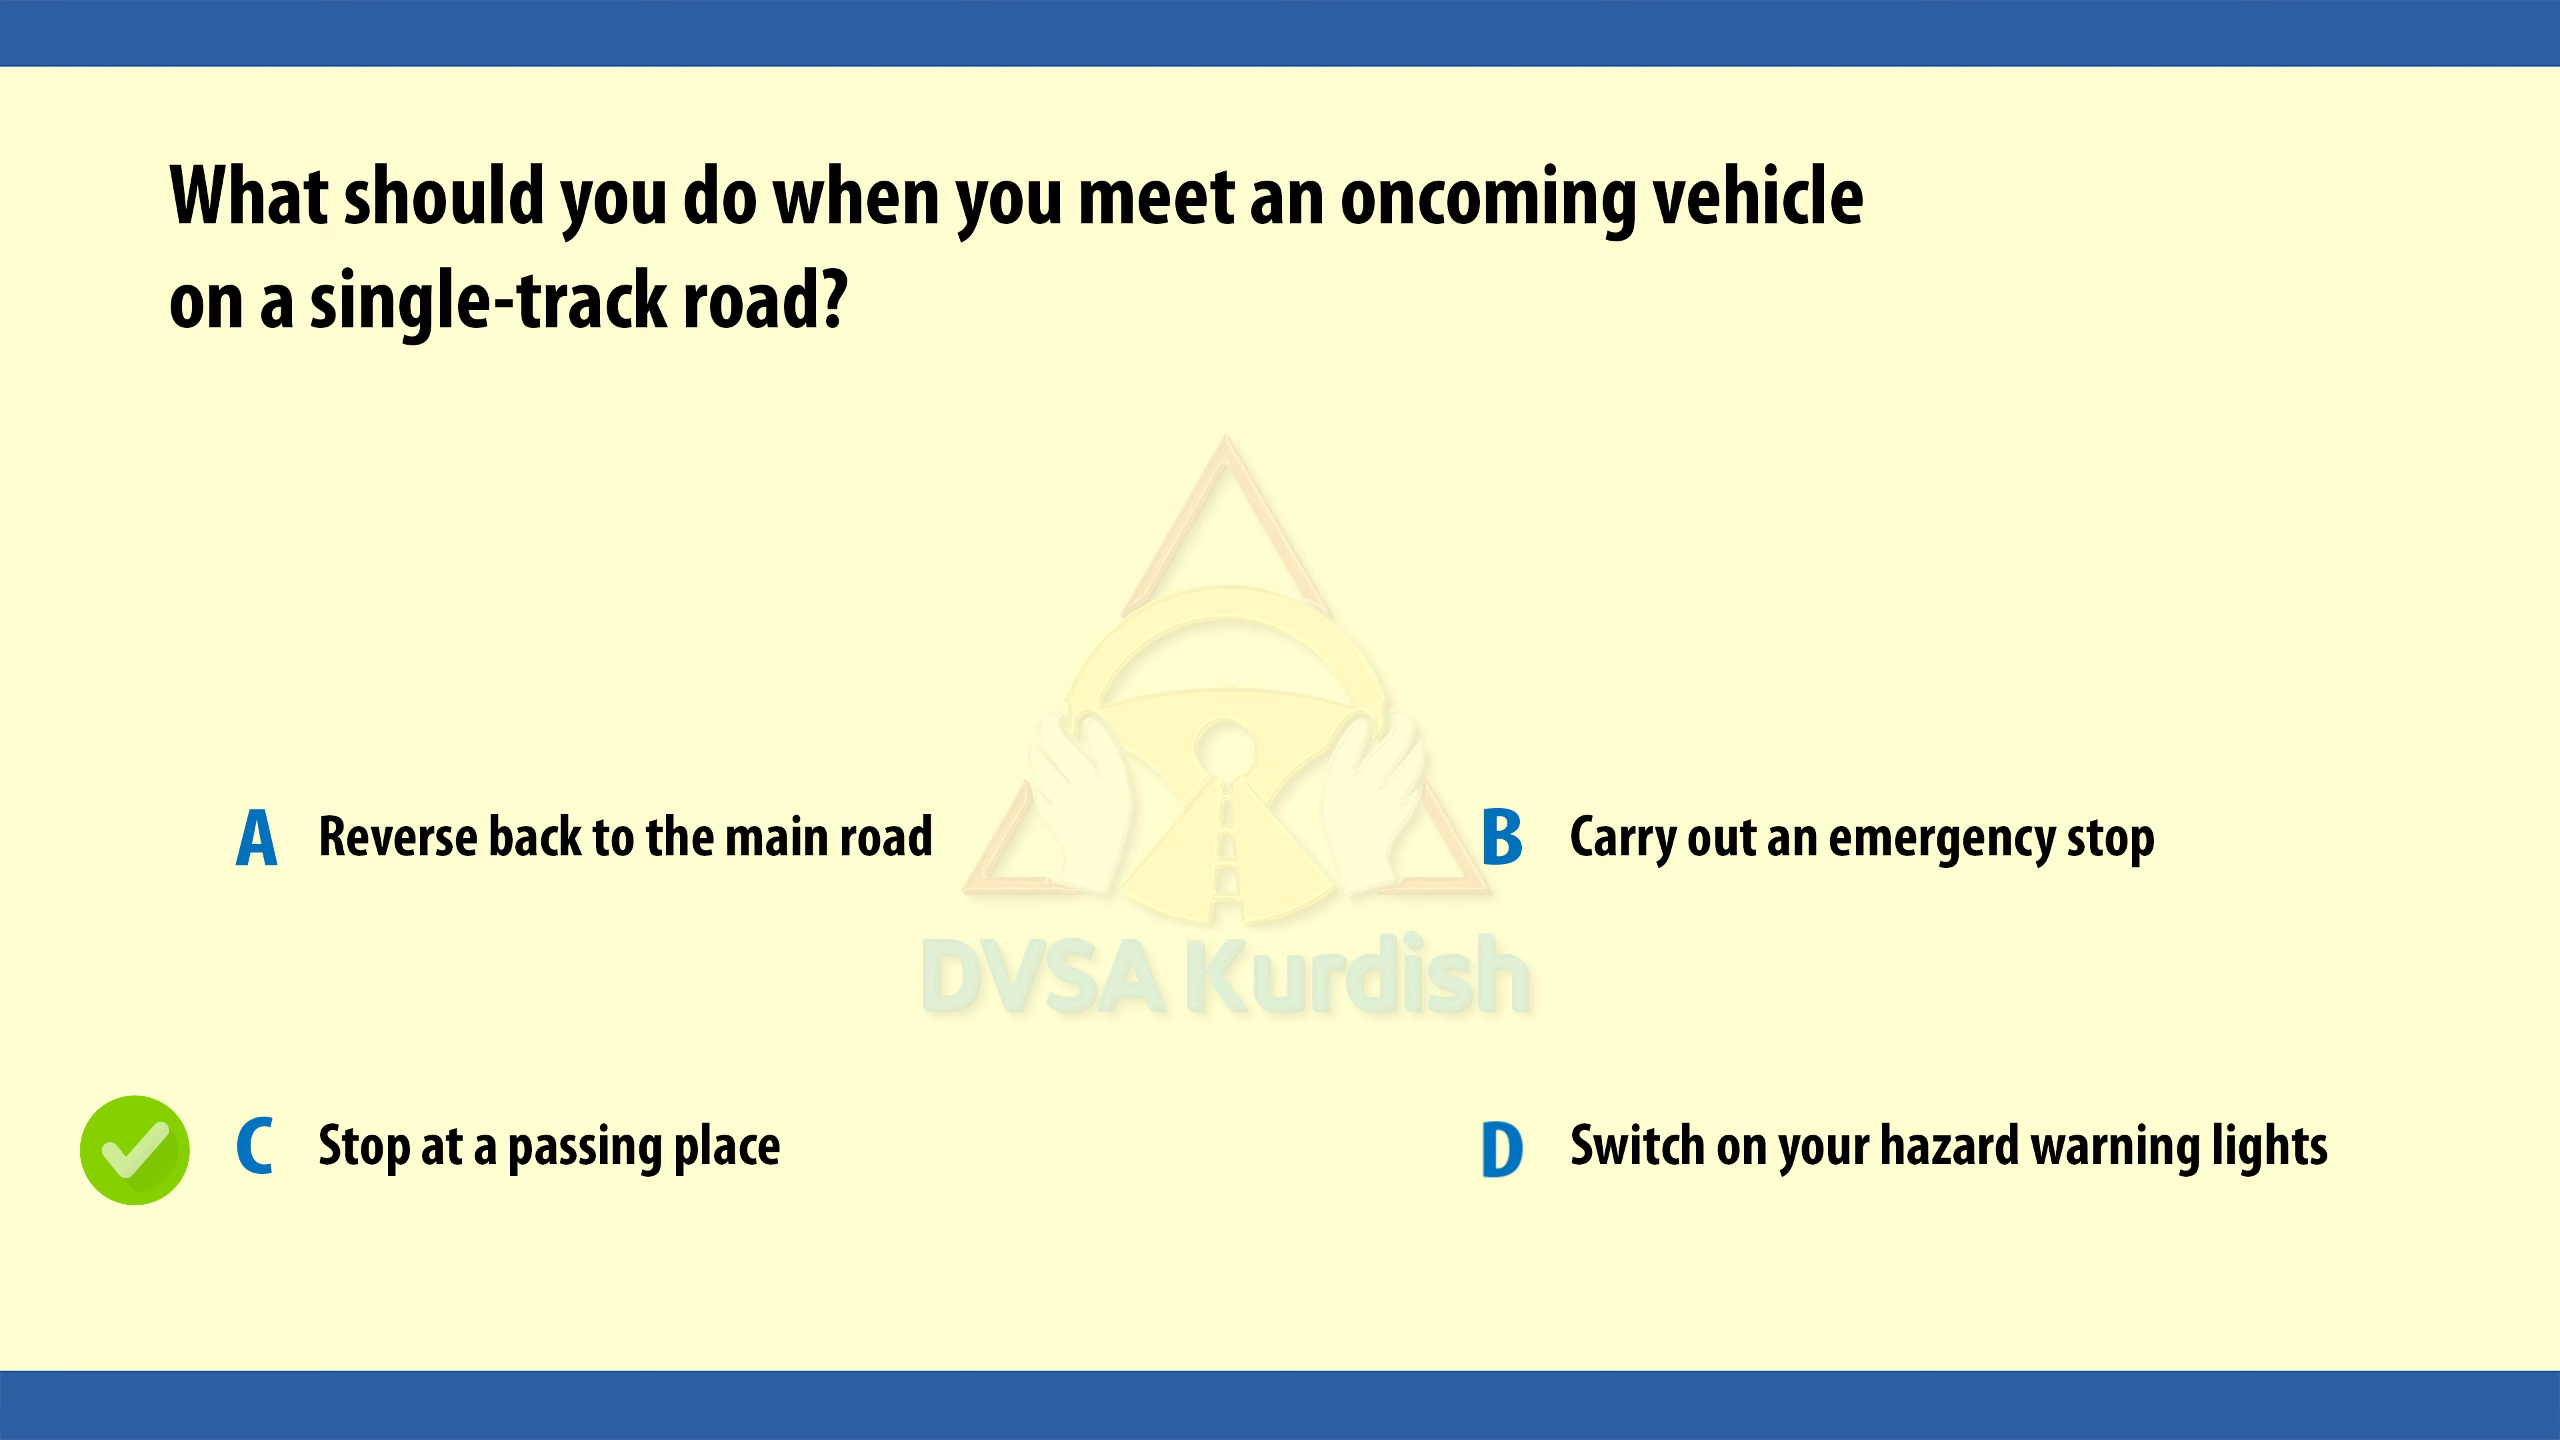 What should you do when you meet an oncoming vehicle
on a single-track road?
A Reverse back to the main road
B Carry out an emergency stop
DVSA Kurdish
C Stop at a passing place
D Switch on your hazard warning lights